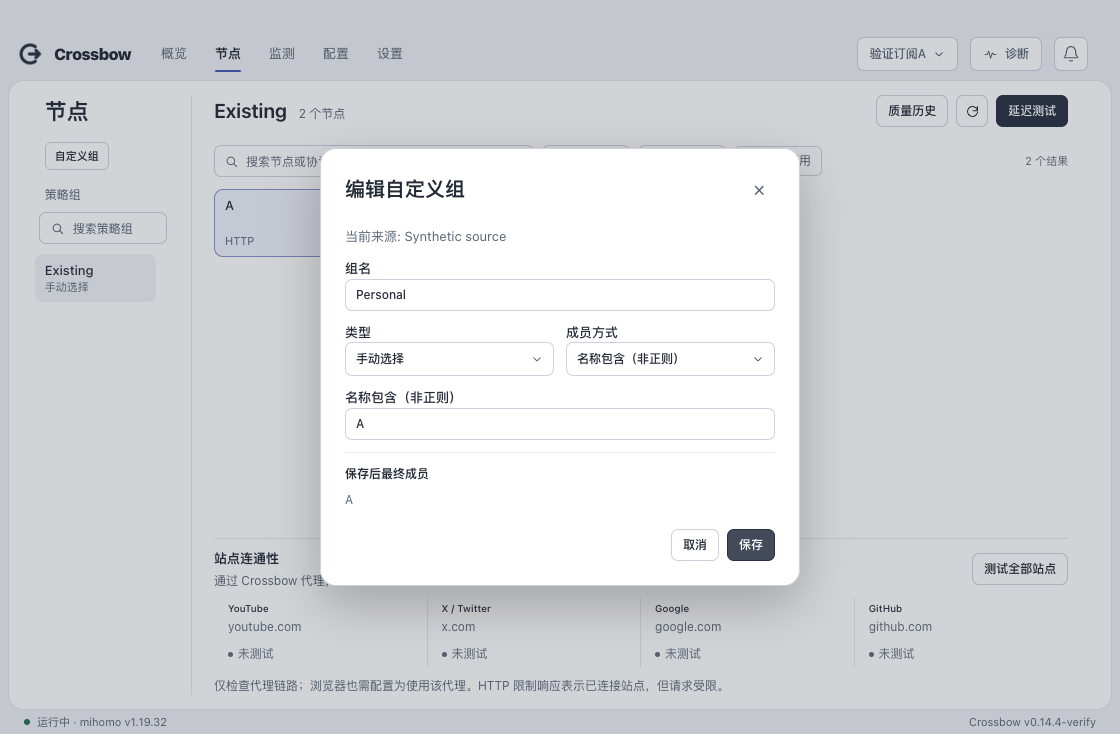 Crossbow
概览
节点
监测
配置
设置
验证订阅A
诊断
节点
自定义组
策略组
搜索策略组
Existing
手动选择
Existing 2 个节点
质量历史
延迟测试
搜索节点或协
用
2 个结果
A
HTTP
编辑自定义组
当前来源: Synthetic source
组名
Personal
类型
手动选择
成员方式
名称包含（非正则）
名称包含（非正则）
A
保存后最终成员
A
取消
保存
站点连通性
通过 Crossbow 代理,
测试全部站点
YouTube
youtube.com
未测试
X / Twitter
x.com
未测试
Google
google.com
未测试
GitHub
github.com
未测试
仅检查代理链路；浏览器也需配置为使用该代理。HTTP 限制响应表示已连接站点，但请求受限。
运行中 · mihomo v1.19.32
Crossbow v0.14.4-verify